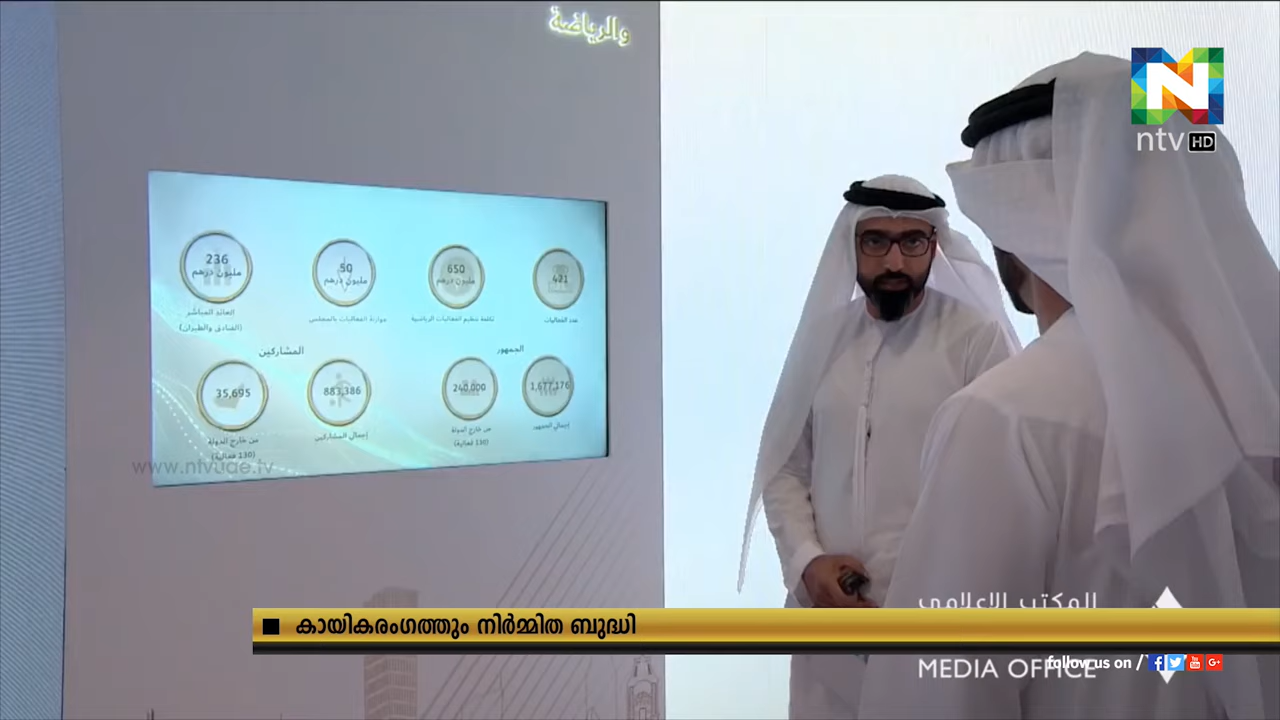 والرياضة
N
ntv HD
236
مليون درهم
العائد المباشر
(الفنادق والطيران)
50
مليون درهم
موازنة الفعاليات بالمجلس
650
مليون درهم
تكلفة تنظيم الفعاليات الرياضية
421
عدد الفعاليات
المشاركين
الجمهور
35,695
من خارج الدولة
(130 فعالية)
883,386
إجمالي المشاركين
240,000
من خارج الدولة
(130 فعالية)
1,677,176
إجمالي الجمهور
www.ntvuae.tv
المكتب الإعلامي
കായികരംഗത്തും നിർമ്മിത ബുദ്ധി
follow us on /
MEDIA OFFICE